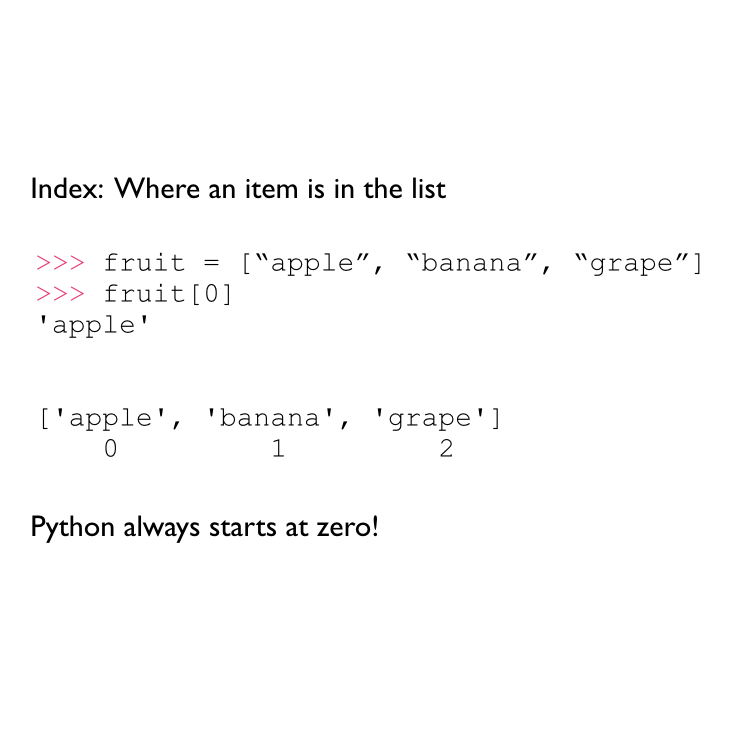 Index: Where an item is in the list
>>> fruit = [“apple”, “banana”, “grape”]
>>> fruit[0]
'apple'
['apple', 'banana', 'grape']
0 1 2
Python always starts at zero!